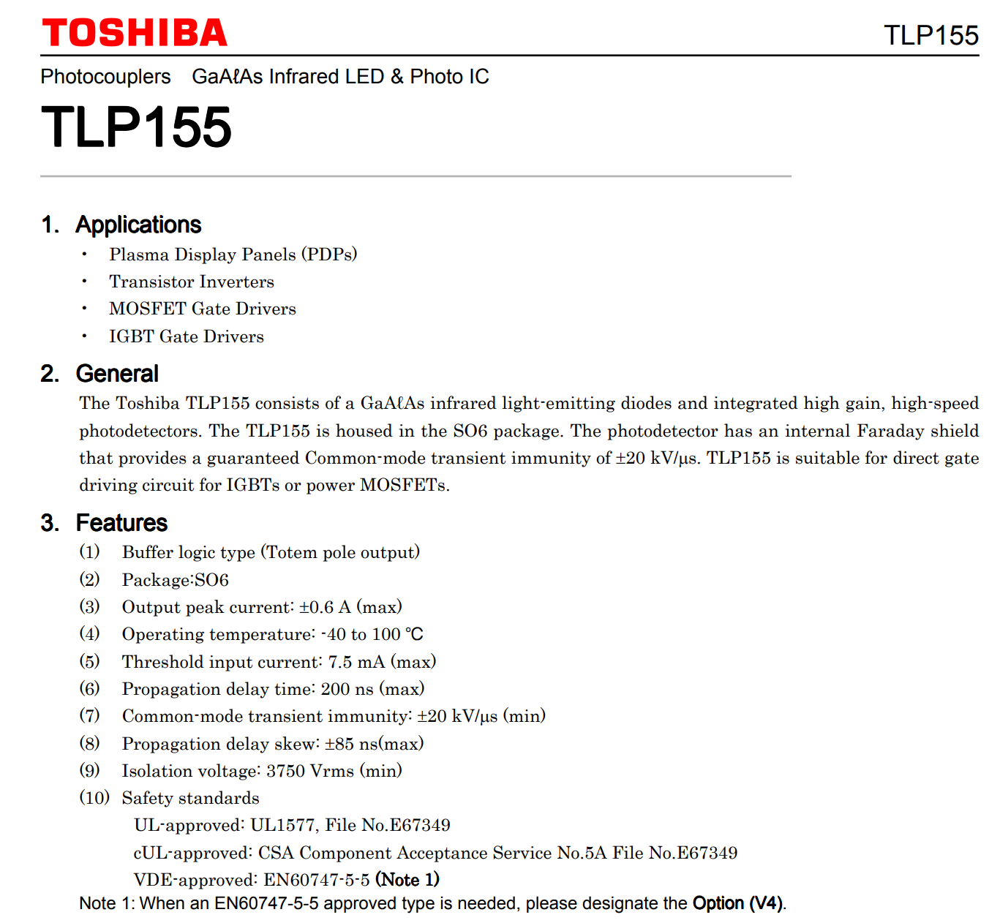 TOSHIBA
TLP155
Photocouplers GaAℓAs Infrared LED & Photo IC
TLP155
1. Applications
・ Plasma Display Panels (PDPs)
・ Transistor Inverters
・ MOSFET Gate Drivers
・ IGBT Gate Drivers
2. General
The Toshiba TLP155 consists of a GaAℓAs infrared light-emitting diodes and integrated high gain, high-speed
photodetectors. The TLP155 is housed in the SO6 package. The photodetector has an internal Faraday shield
that provides a guaranteed Common-mode transient immunity of ±20 kV/μs. TLP155 is suitable for direct gate
driving circuit for IGBTs or power MOSFETs.
3. Features
(1) Buffer logic type (Totem pole output)
(2) Package:SO6
(3) Output peak current: ±0.6 A (max)
(4) Operating temperature: -40 to 100 ℃
(5) Threshold input current: 7.5 mA (max)
(6) Propagation delay time: 200 ns (max)
(7) Common-mode transient immunity: ±20 kV/μs (min)
(8) Propagation delay skew: ±85 ns(max)
(9) Isolation voltage: 3750 Vrms (min)
(10) Safety standards
UL-approved: UL1577, File No.E67349
cUL-approved: CSA Component Acceptance Service No.5A File No.E67349
VDE-approved: EN60747-5-5 (Note 1)
Note 1: When an EN60747-5-5 approved type is needed, please designate the Option (V4).